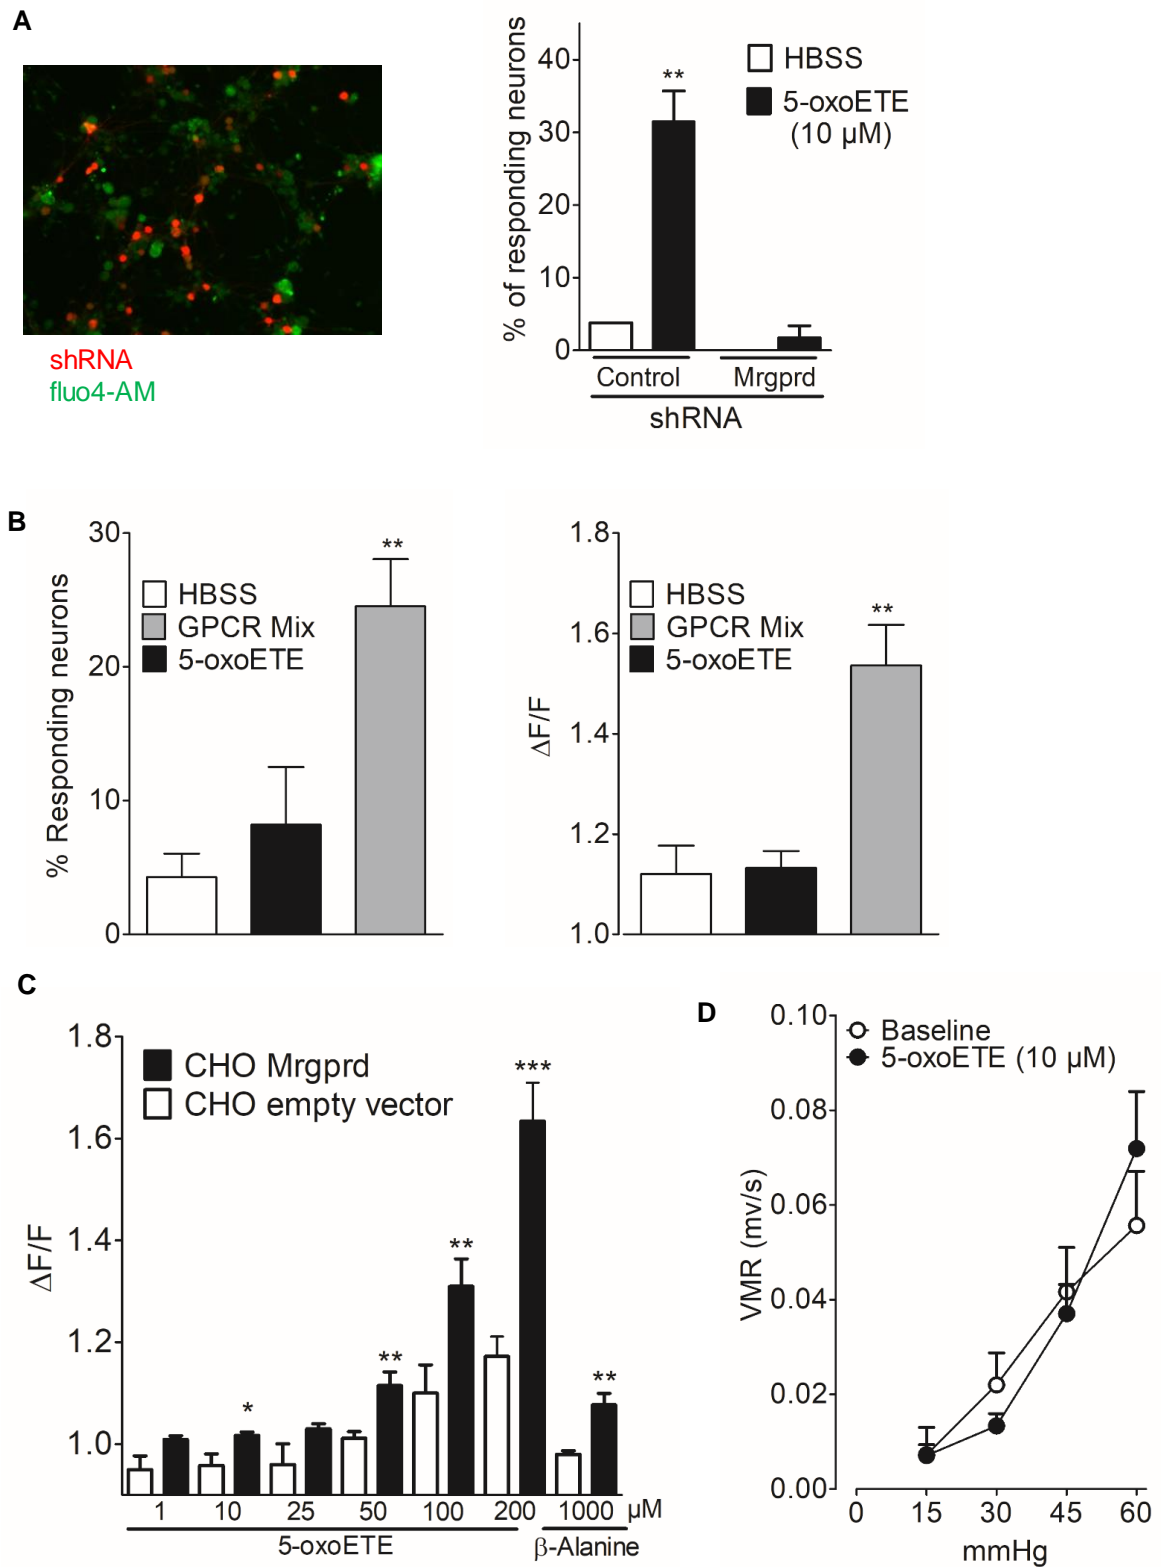 A
shRNA
fluo4-AM
% of responding neurons
40
30
20
10
0
**
HBSS
5-oxoETE
(10 µM)
Control
Mrgprd
shRNA
B
% Responding neurons
30
20
10
0
HBSS
GPCR Mix
5-oxoETE
**
ΔF/F
1.8
1.6
1.4
1.2
1.0
HBSS
GPCR Mix
5-oxoETE
**
C
ΔF/F
1.8
1.6
1.4
1.2
1.0
CHO Mrgprd
CHO empty vector
*
**
**
***
**
1 10 25 50 100 200 1000 µM
5-oxoETE
β-Alanine
D
VMR (mv/s)
0.10
0.08
0.06
0.04
0.02
0.00
Baseline
5-oxoETE (10 µM)
0 15 30 45 60
mmHg